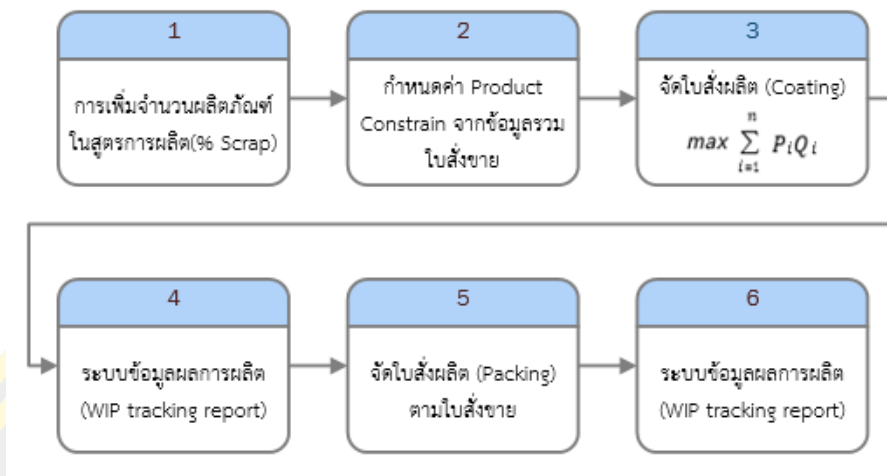 1
การเพิ่มจำนวนผลิตภัณฑ์
ในสูตรการผลิต(% Scrap)
2
กำหนดค่า Product
Constrain จากข้อมูลรวม
ใบสั่งขาย
3
จัดใบสั่งผลิต (Coating)
n
max ∑ PᵢQᵢ
i=1
4
ระบบข้อมูลผลการผลิต
(WIP tracking report)
5
จัดใบสั่งผลิต (Packing)
ตามใบสั่งขาย
6
ระบบข้อมูลผลการผลิต
(WIP tracking report)